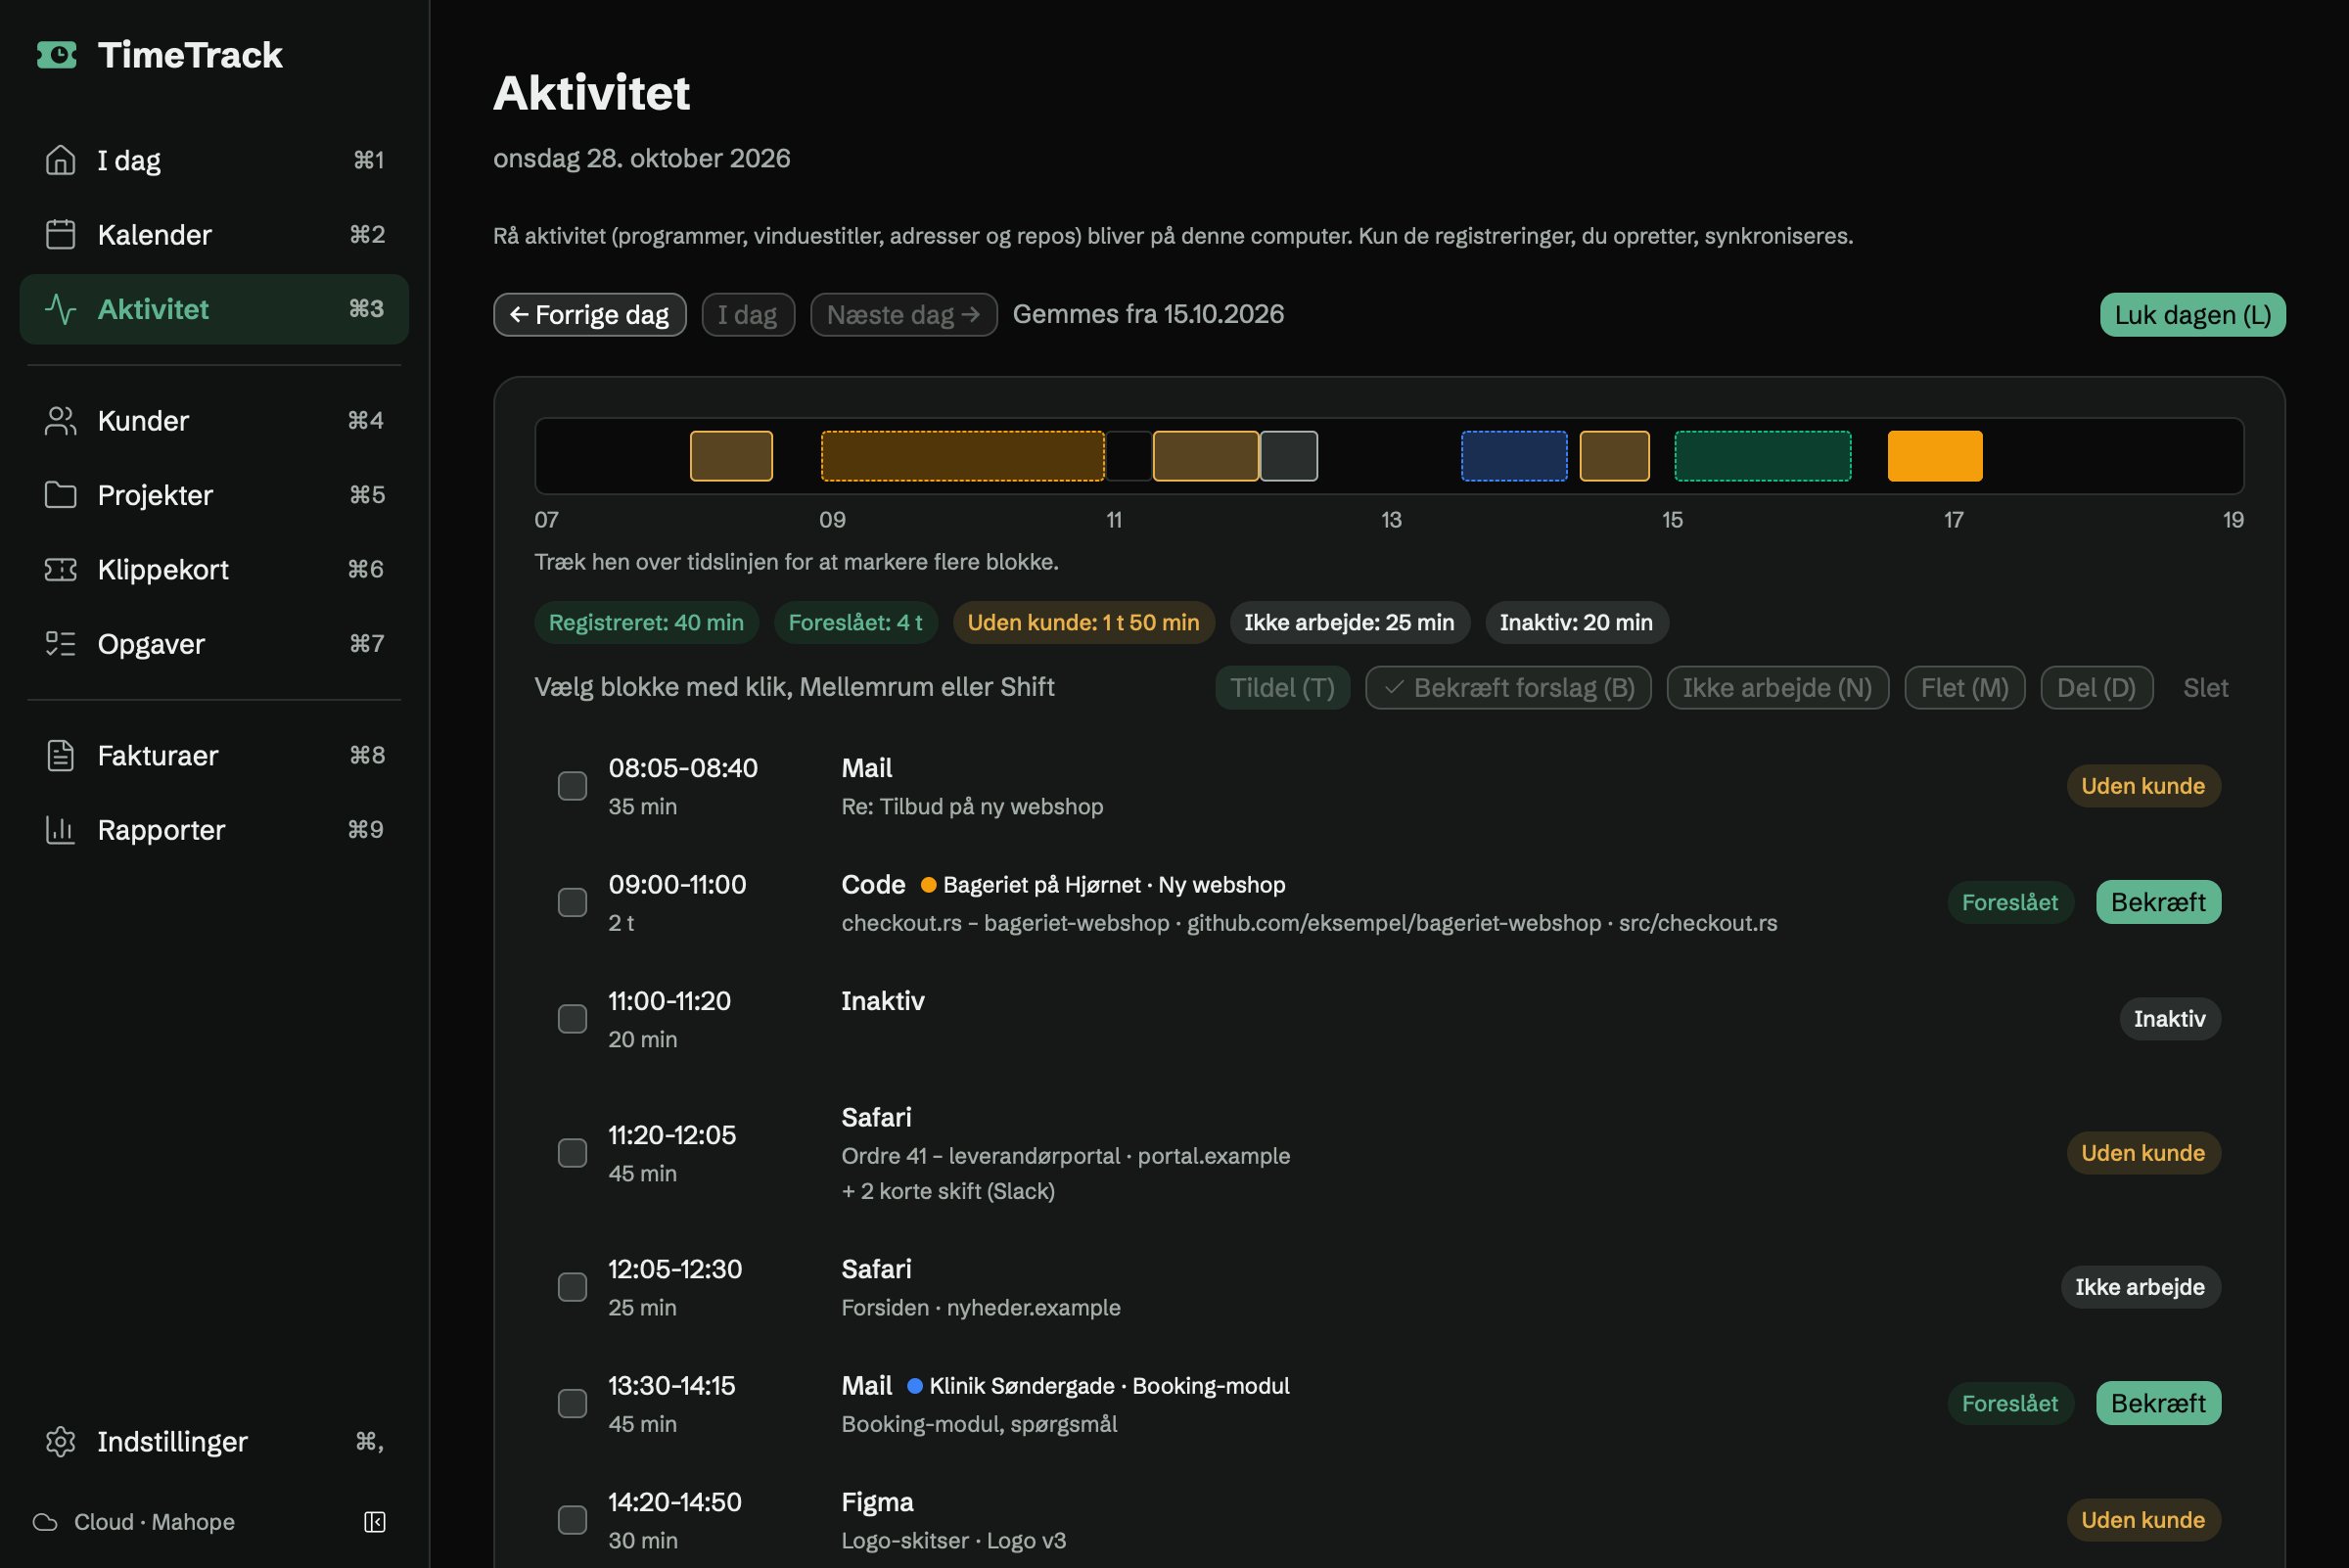 TimeTrack
I dag ⌘1
Kalender ⌘2
Aktivitet ⌘3
Kunder ⌘4
Projekter ⌘5
Klippekort ⌘6
Opgaver ⌘7
Fakturaer ⌘8
Rapporter ⌘9
Indstillinger ⌘,
Cloud · Mahope
Aktivitet
onsdag 28. oktober 2026
Rå aktivitet (programmer, vinduestitler, adresser og repos) bliver på denne computer. Kun de registreringer, du opretter, synkroniseres.
← Forrige dag I dag Næste dag → Gemmes fra 15.10.2026 Luk dagen (L)
07 09 11 13 15 17 19
Træk hen over tidslinjen for at markere flere blokke.
Registreret: 40 min Foreslået: 4 t Uden kunde: 1 t 50 min Ikke arbejde: 25 min Inaktiv: 20 min
Vælg blokke med klik, Mellemrum eller Shift Tildel (T) ✓ Bekræft forslag (B) Ikke arbejde (N) Flet (M) Del (D) Slet
08:05-08:40 Mail Uden kunde
35 min Re: Tilbud på ny webshop
09:00-11:00 Code Bageriet på Hjørnet · Ny webshop Foreslået Bekræft
2 t checkout.rs – bageriet-webshop · github.com/eksempel/bageriet-webshop · src/checkout.rs
11:00-11:20 Inaktiv Inaktiv
20 min
Safari
11:20-12:05 Ordre 41 – leverandørportal · portal.example Uden kunde
45 min + 2 korte skift (Slack)
12:05-12:30 Safari Ikke arbejde
25 min Forsiden · nyheder.example
13:30-14:15 Mail Klinik Søndergade · Booking-modul Foreslået Bekræft
45 min Booking-modul, spørgsmål
14:20-14:50 Figma Uden kunde
30 min Logo-skitser · Logo v3